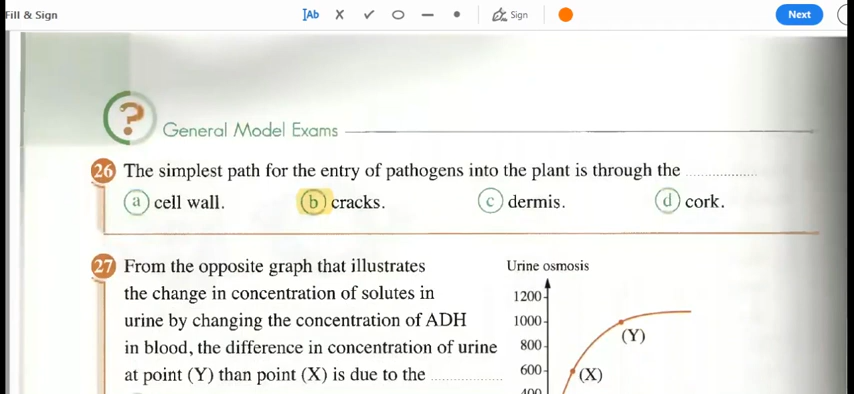 Fill & Sign
Ab
Sign
Next
?
General Model Exams
26 The simplest path for the entry of pathogens into the plant is through the ..................
a cell wall.
b cracks.
c dermis.
d cork.
27 From the opposite graph that illustrates
the change in concentration of solutes in
urine by changing the concentration of ADH
in blood, the difference in concentration of urine
at point (Y) than point (X) is due to the ..................
Urine osmosis
1200
1000
800
600
400
(Y)
(X)